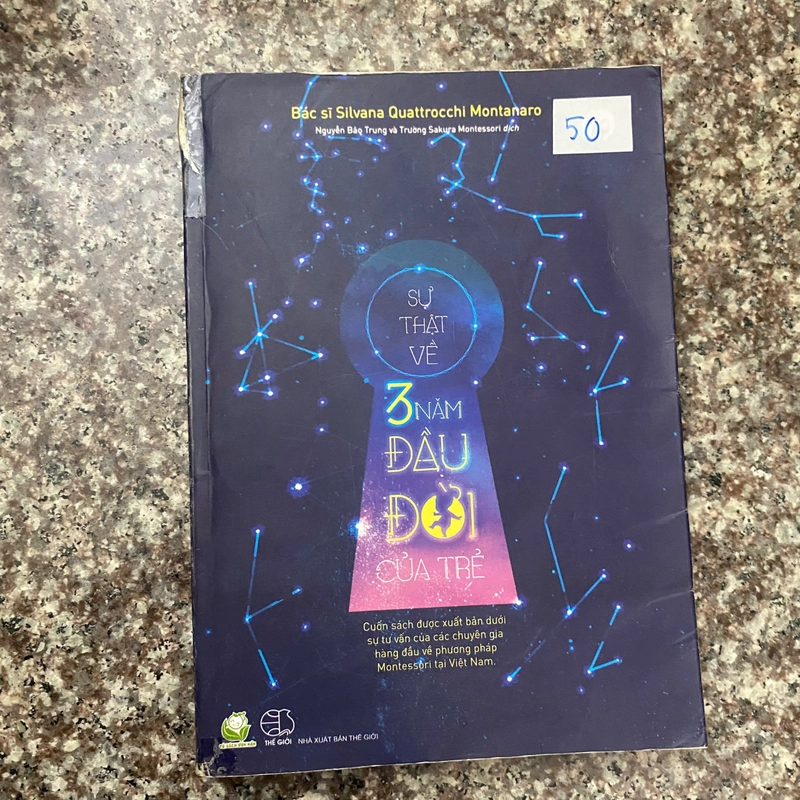 Bác sĩ Silvana Quattrocchi Montanaro
Nguyễn Bảo Trung và Trường Sakura Montessori dịch
50
SỰ
THẬT
VỀ
3 NĂM
ĐẦU
ĐỜI
CỦA TRẺ
Cuốn sách được xuất bản dưới
sự tư vấn của các chuyên gia
hàng đầu về phương pháp
Montessori tại Việt Nam.
THẾ GIỚI
NHÀ XUẤT BẢN THẾ GIỚI